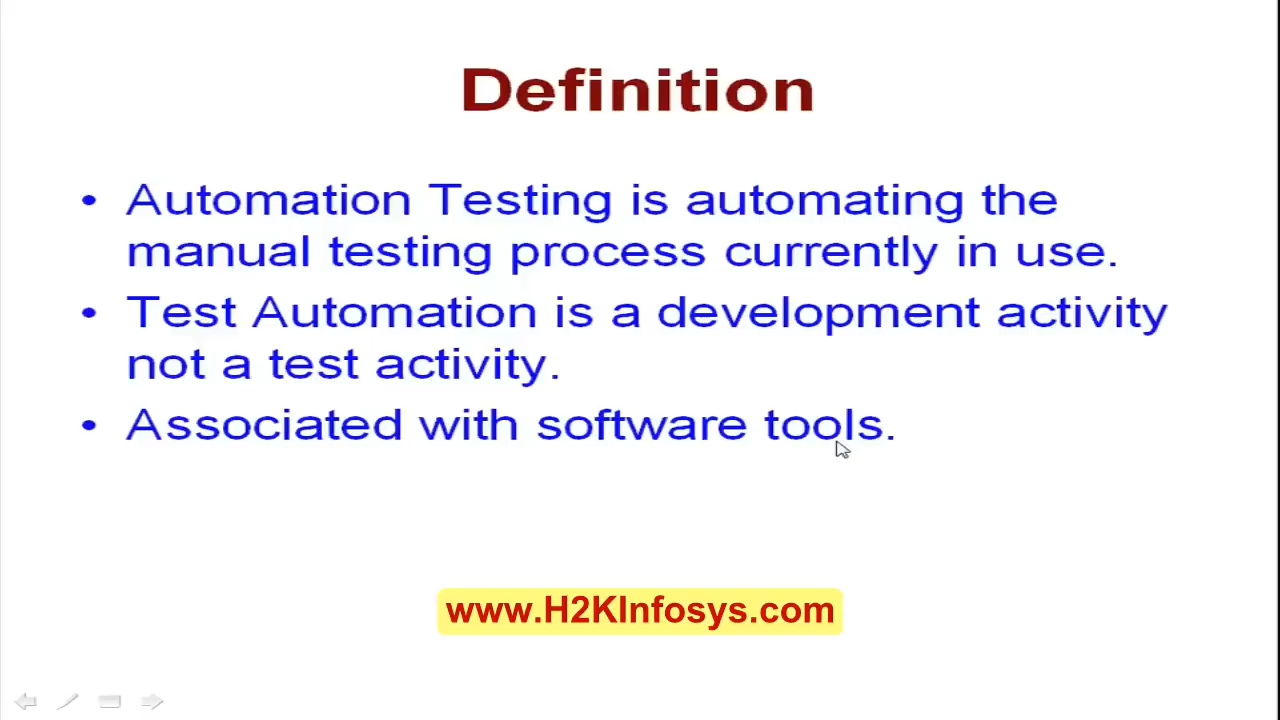 Definition
• Automation Testing is automating the
manual testing process currently in use.
• Test Automation is a development activity
not a test activity.
• Associated with software tools.
www.H2KInfosys.com